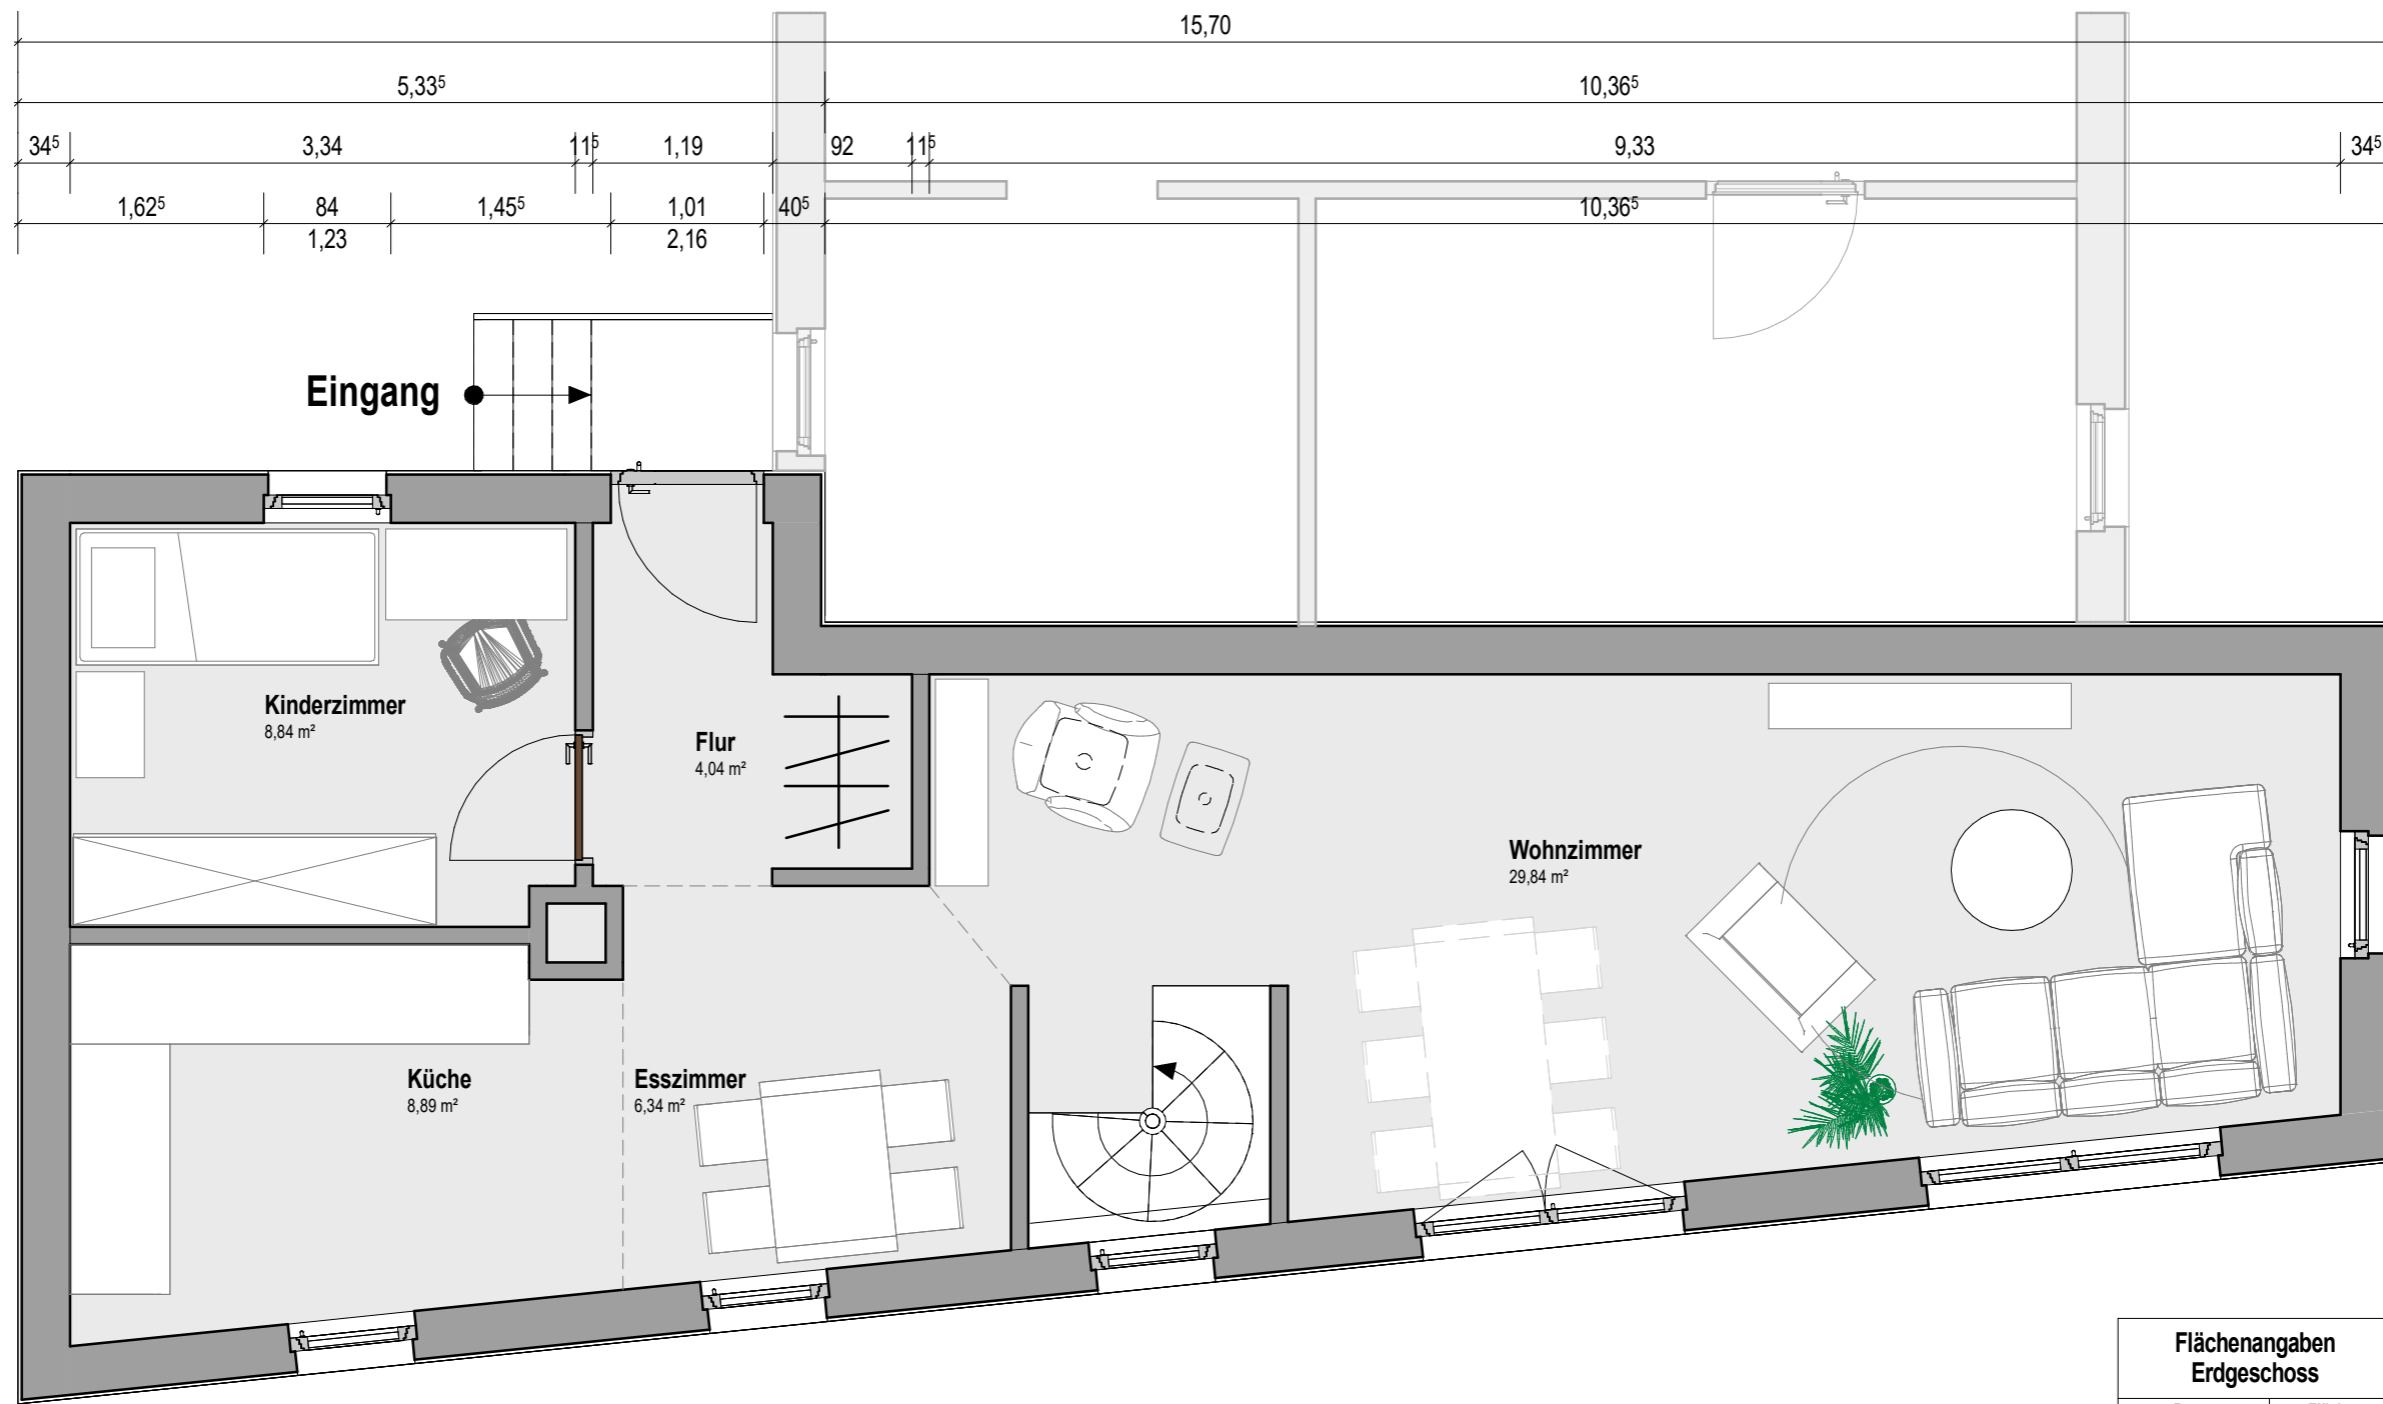 15,70
5,33⁵ 10,36⁵
34⁵ 3,34 11⁵ 1,19 92 11⁵ 9,33 34⁵
1,62⁵ 84 1,45⁵ 1,01 40⁵ 10,36⁵
1,23 2,16
Eingang
Kinderzimmer
8,84 m²
Flur
4,04 m²
Wohnzimmer
29,84 m²
Küche
8,89 m²
Esszimmer
6,34 m²
Flächenangaben
Erdgeschoss